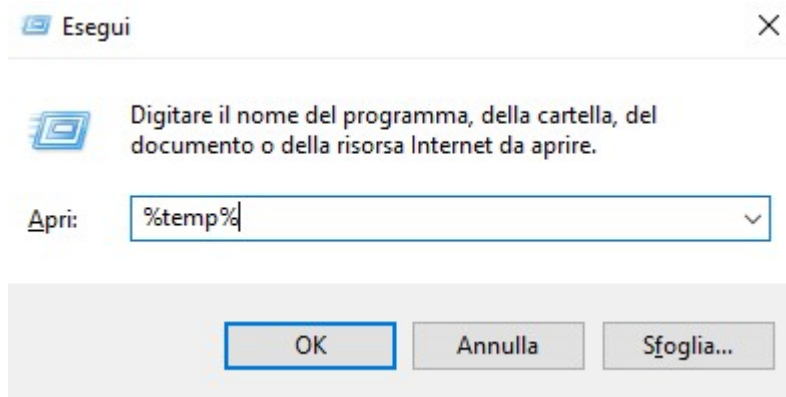 Esegui
Digitare il nome del programma, della cartella, del
documento o della risorsa Internet da aprire.
Apri: %temp%
OK Annulla Sfoglia...